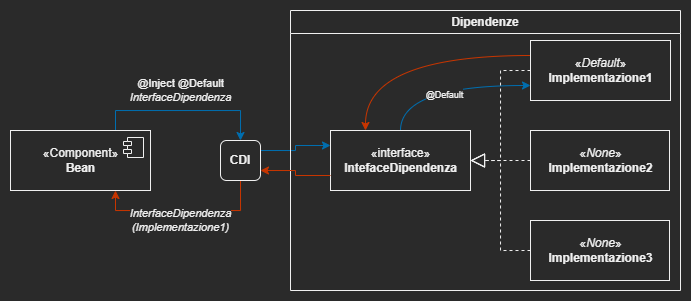 Dipendenze
«Default»
Implementazione1
@Inject @Default
InterfaceDipendenza
@Default
«Component»
Bean
CDI
«interface»
IntefaceDipendenza
«None»
Implementazione2
InterfaceDipendenza
(Implementazione1)
«None»
Implementazione3